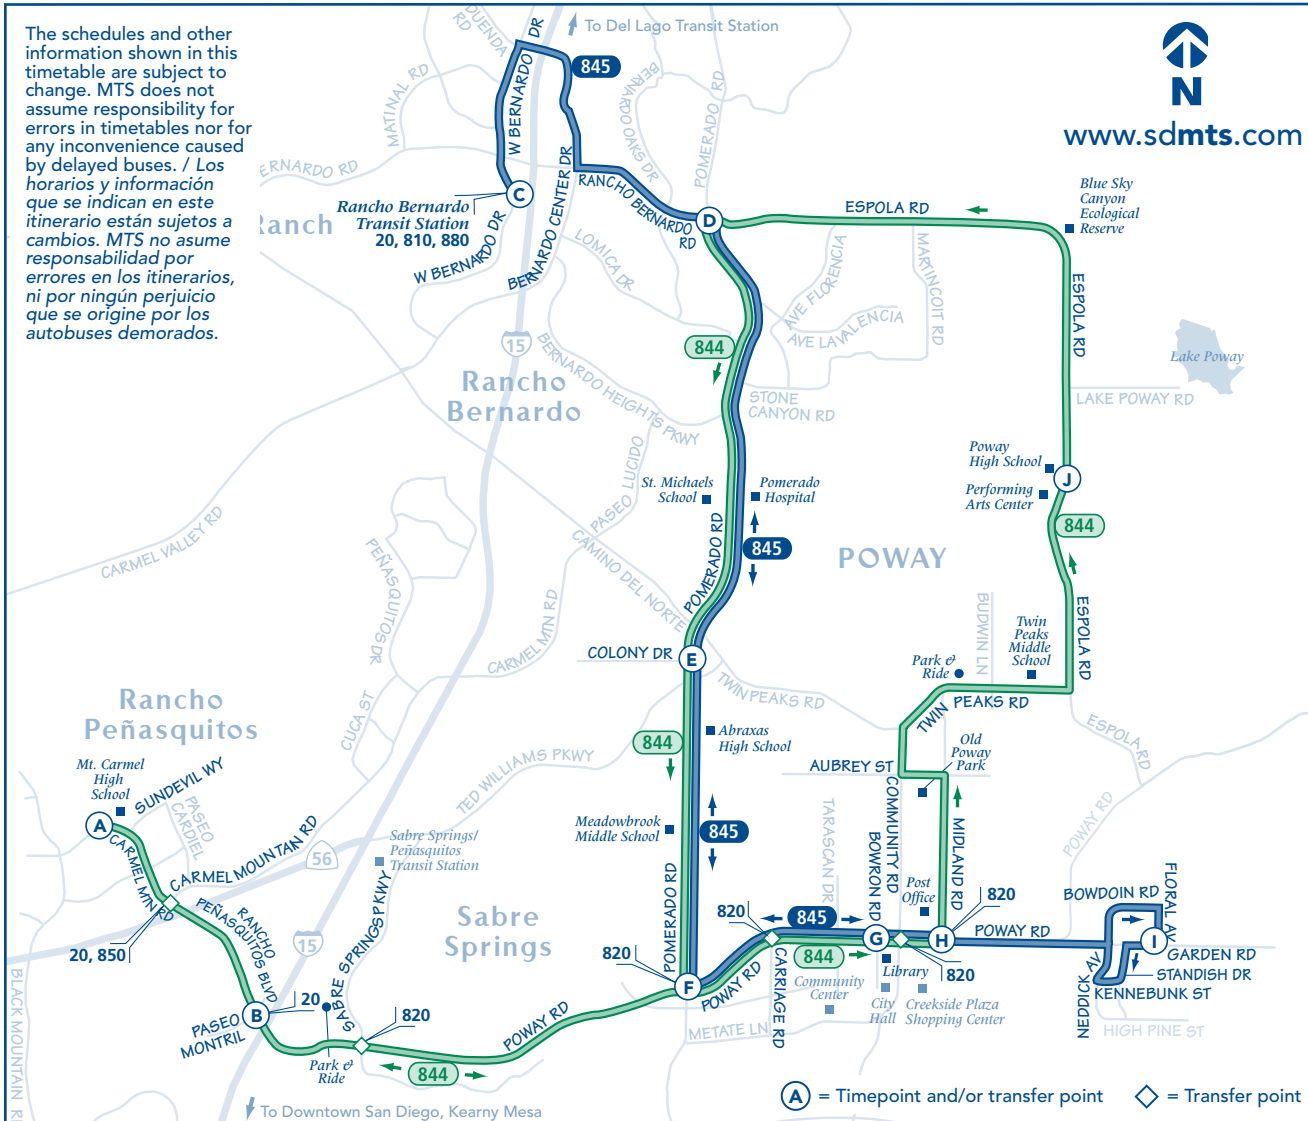 The schedules and other
information shown in this
timetable are subject to
change. MTS does not
assume responsibility for
errors in timetables nor for
any inconvenience caused
by delayed buses. / Los
horarios y información
que se indican en este
itinerario están sujetos a
cambios. MTS no asume
responsabilidad por
errores en los itinerarios,
ni por ningún perjuicio
que se origine por los
autobuses demorados.
To Del Lago Transit Station
N
www.sdmts.com
DUENDA
RD
W BERNARDO DR
845
BERNARDO OAKS DR
POMERADO RD
MATINAL RD
ERNARDO RD
Ranch
C
Rancho Bernardo
Transit Station
20, 810, 880
W BERNARDO DR
BERNARDO CENTER DR
RANCHO BERNARDO
RD
D
ESPOLA RD
Blue Sky
Canyon
Ecological
Reserve
LOMICA DR
AVE FLORENCIA
AVE LAVALENCIA
MARTINCOIT RD
ESPOLA RD
15
844
Lake Poway
BERNARDO HEIGHTS PKWY
Rancho
Bernardo
STONE
CANYON RD
LAKE POWAY RD
PASEO LUCIDO
Poway
High School
J
Performing
Arts Center
St. Michaels
School
Pomerado
Hospital
CARMEL VALLEY RD
844
845
POWAY
POMERADO RD
CAMINO DEL NORTE
PEÑASQUITOS DR
CARMEL MTN RD
BUDWIN LN
Twin
Peaks
Middle
School
ESPOLA RD
COLONY DR
E
Park &
Ride
TWIN PEAKS RD
TWIN PEAKS RD
Rancho
Peñasquitos
CUCA ST
844
Abraxas
High School
Old
Poway
Park
ESPOLA RD
Mt. Carmel
High
School
SUNDEVIL WY
TED WILLIAMS PKWY
AUBREY ST
A
PASEO
CARDIEL
CARMEL MTN RD
CARMEL MOUNTAIN RD
56
Sabre Springs/
Peñasquitos
Transit Station
Meadowbrook
Middle School
845
TARASCAN DR
COMMUNITY RD
BOWRON RD
MIDLAND RD
POWAY RD
Post
Office
820
BOWDOIN RD
FLORAL AV
20, 850
RANCHO
PEÑASQUITOS BLVD
Sabre
Springs
SABRE SPRINGS PKWY
POMERADO RD
820
845
G
H
POWAY RD
I
GARDEN RD
STANDISH DR
KENNEBUNK ST
NEDDICK AV
HIGH PINE ST
15
820
F
POWAY RD
844
CARRIAGE RD
Library
820
Community
Center
City
Hall
Creekside Plaza
Shopping Center
METATE LN
BLACK MOUNTAIN R
PASEO
MONTRIL
B
20
820
POWAY RD
Park &
Ride
844
To Downtown San Diego, Kearny Mesa
A = Timepoint and/or transfer point
= Transfer point